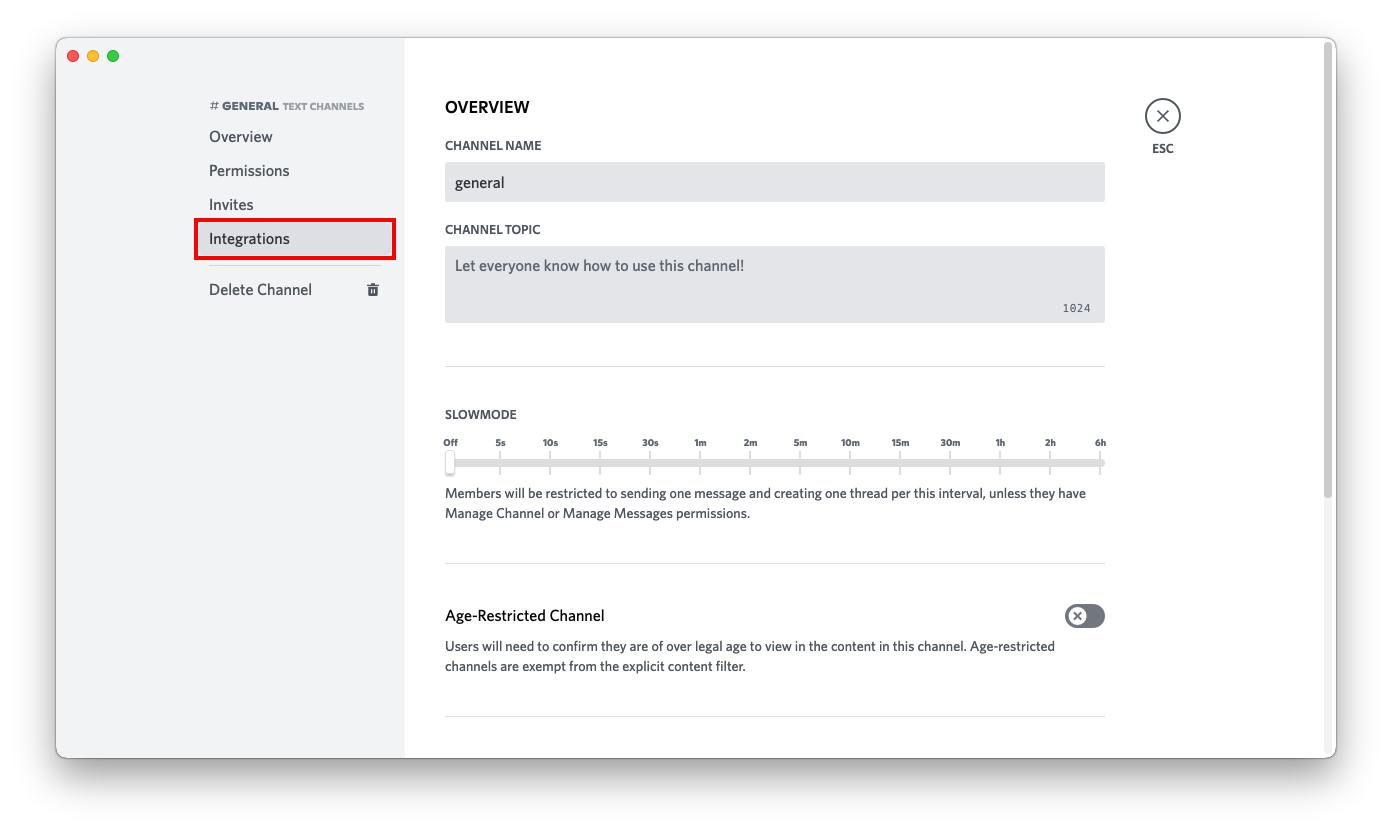 # GENERAL TEXT CHANNELS
Overview
Permissions
Invites
Integrations
Delete Channel
OVERVIEW
CHANNEL NAME
general
CHANNEL TOPIC
Let everyone know how to use this channel!
1024
SLOWMODE
Off 5s 10s 15s 30s 1m 2m 5m 10m 15m 30m 1h 2h 6h
Members will be restricted to sending one message and creating one thread per this interval, unless they have
Manage Channel or Manage Messages permissions.
Age-Restricted Channel
Users will need to confirm they are of over legal age to view in the content in this channel. Age-restricted
channels are exempt from the explicit content filter.
ESC